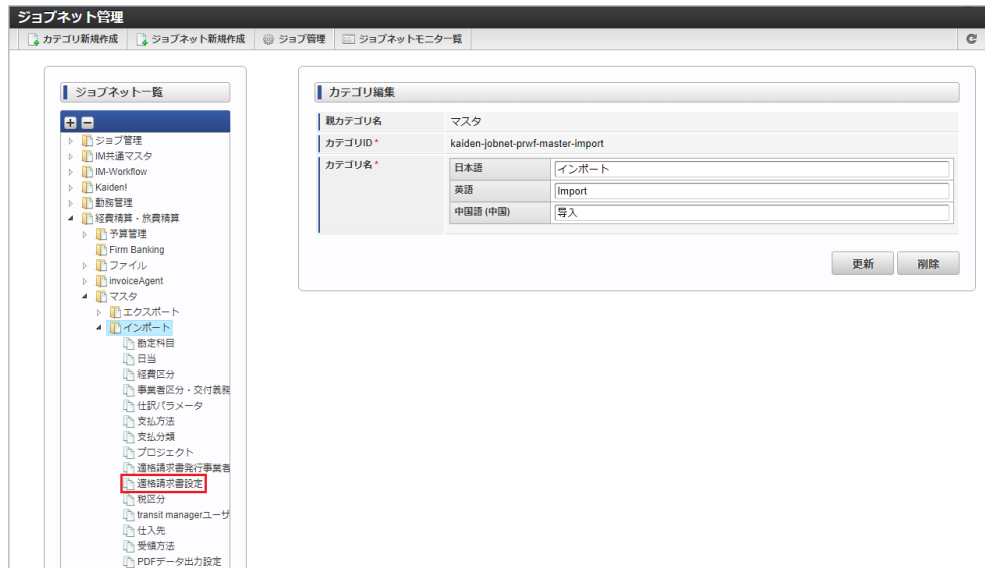 ジョブネット管理
カテゴリ新規作成 ジョブネット新規作成 ジョブ管理 ジョブネットモニター覧
ジョブネット一覧
ジョブ管理
IM共通マスタ
IM-Workflow
Kaiden!
勤務管理
経費精算・旅費精算
予算管理
Firm Banking
ファイル
invoiceAgent
マスタ
エクスポート
インポート
勘定科目
日当
経費区分
事業者区分・交付義務
仕訳パラメータ
支払方法
支払分類
プロジェクト
適格請求書発行事業者
適格請求書設定
税区分
transit managerユーザ
仕入先
受領方法
PDFデータ出力設定
カテゴリ編集
親カテゴリ名 マスタ
カテゴリID * kaiden-jobnet-prwf-master-import
カテゴリ名 *
日本語 インポート
英語 Import
中国語 (中国) 导入
更新 削除